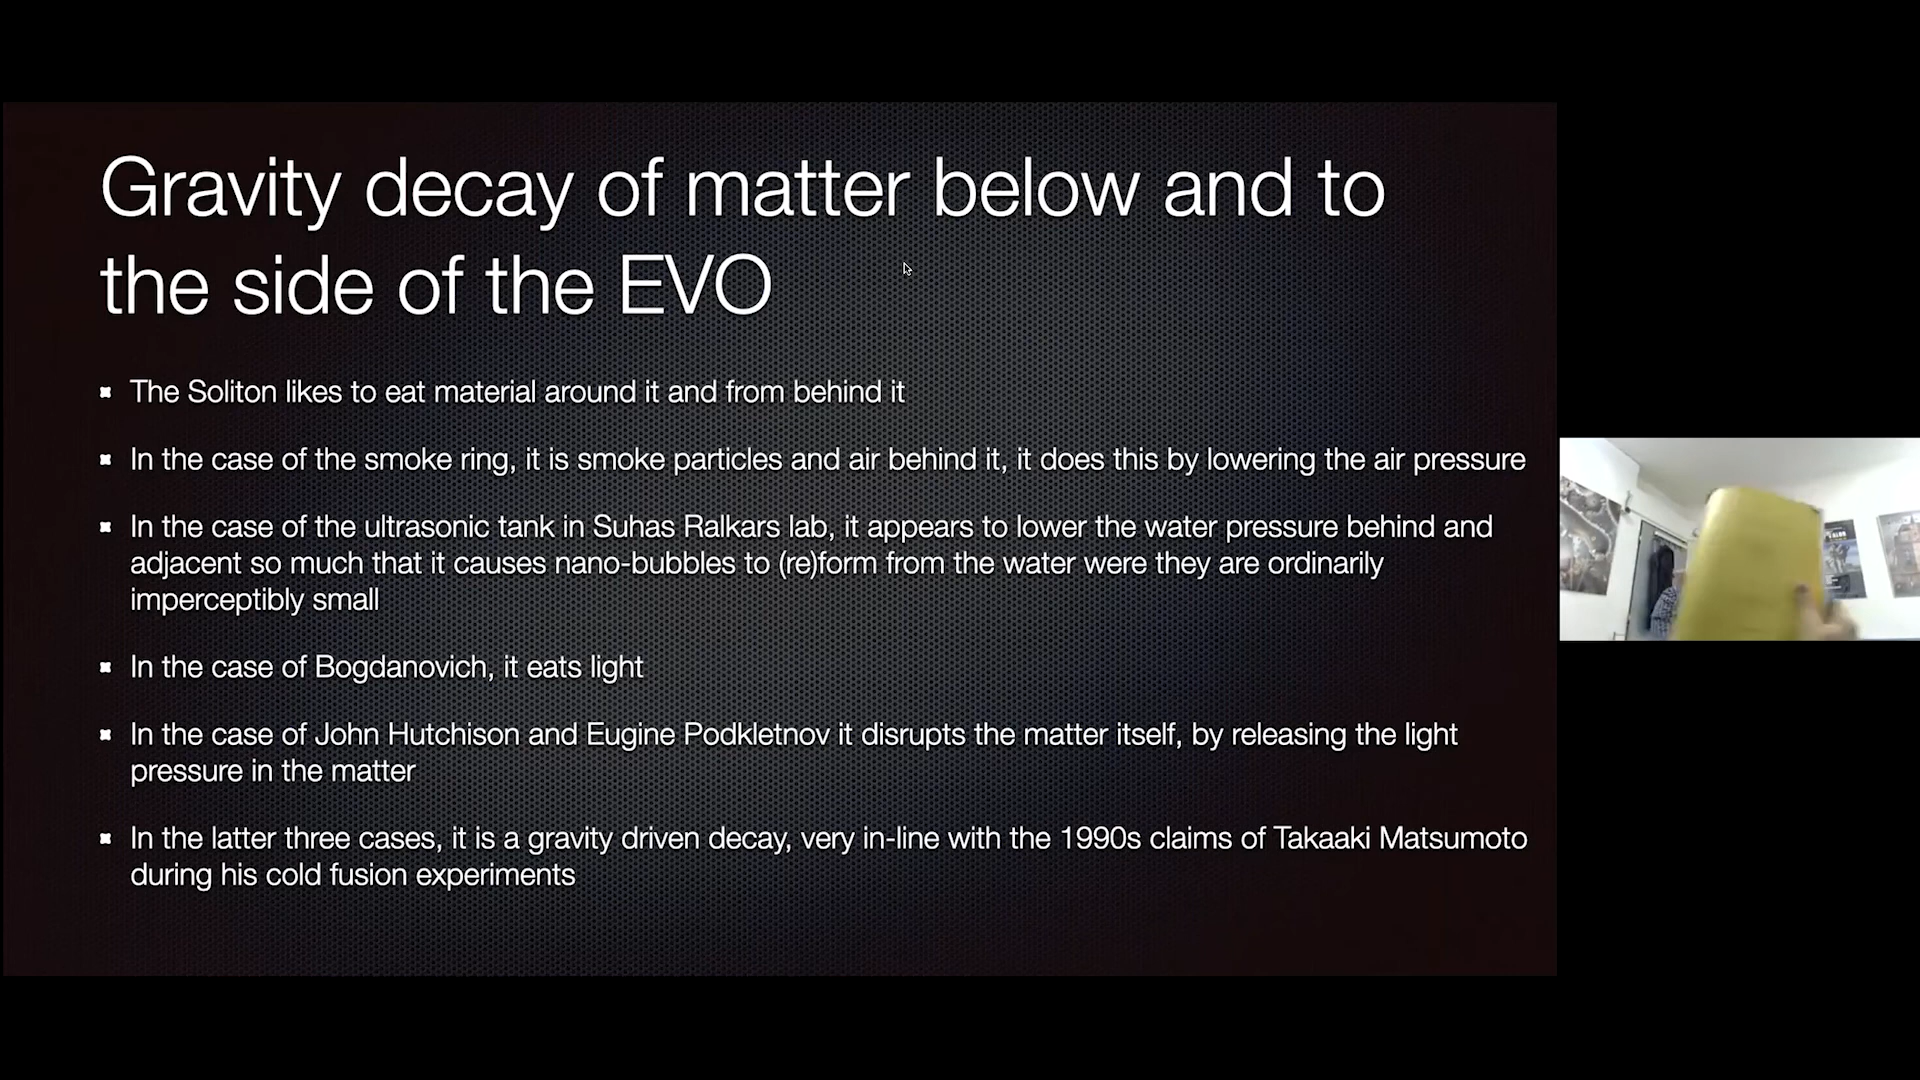 Gravity decay of matter below and to
the side of the EVO
The Soliton likes to eat material around it and from behind it
In the case of the smoke ring, it is smoke particles and air behind it, it does this by lowering the air pressure
In the case of the ultrasonic tank in Suhas Ralkars lab, it appears to lower the water pressure behind and
adjacent so much that it causes nano-bubbles to (re)form from the water were they are ordinarily
imperceptibly small
In the case of Bogdanovich, it eats light
In the case of John Hutchison and Eugine Podkletnov it disrupts the matter itself, by releasing the light
pressure in the matter
In the latter three cases, it is a gravity driven decay, very in-line with the 1990s claims of Takaaki Matsumoto
during his cold fusion experiments